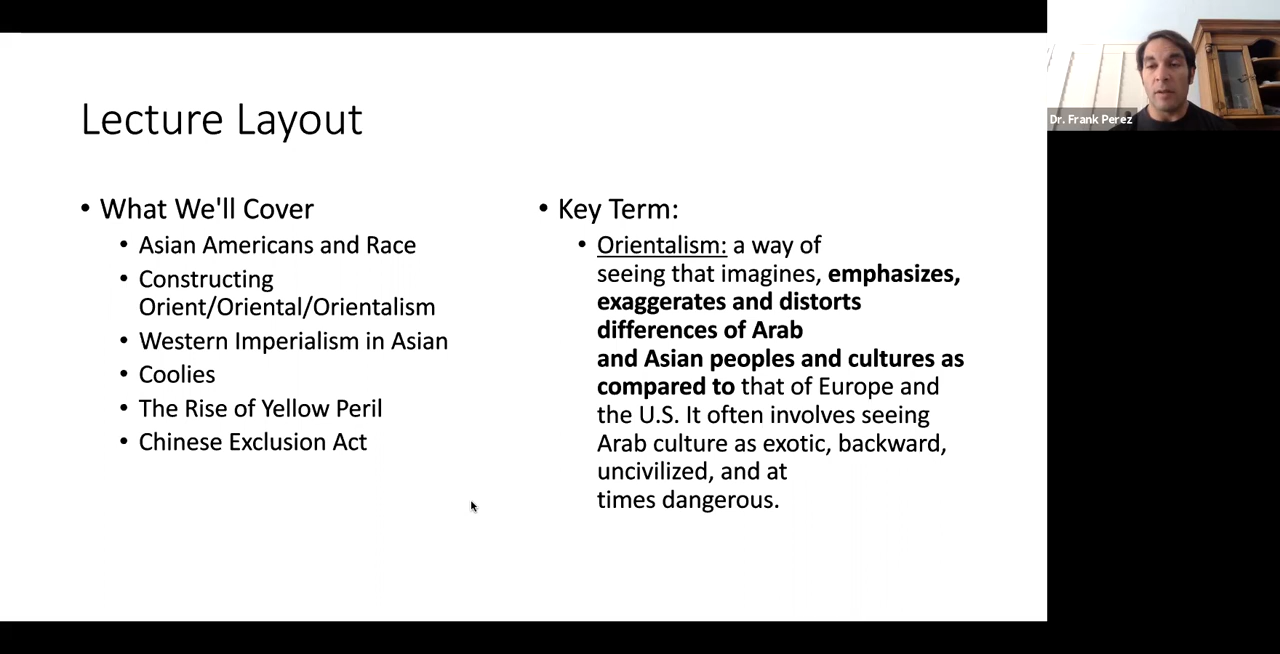 Lecture Layout
• What We'll Cover
• Asian Americans and Race
• Constructing
Orient/Oriental/Orientalism
• Western Imperialism in Asian
• Coolies
• The Rise of Yellow Peril
• Chinese Exclusion Act
• Key Term:
• Orientalism: a way of
seeing that imagines, emphasizes,
exaggerates and distorts
differences of Arab
and Asian peoples and cultures as
compared to that of Europe and
the U.S. It often involves seeing
Arab culture as exotic, backward,
uncivilized, and at
times dangerous.
Dr. Frank Perez